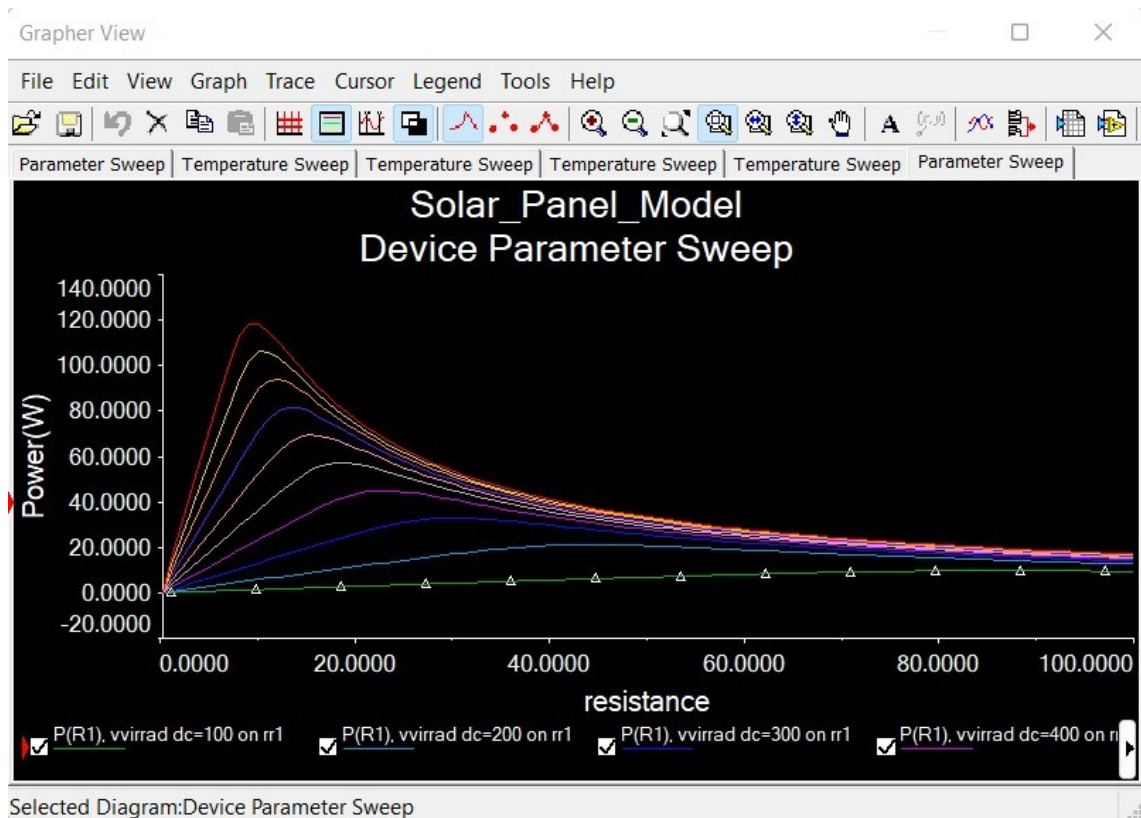 Grapher View
File Edit View Graph Trace Cursor Legend Tools Help
A
Parameter Sweep Temperature Sweep Temperature Sweep Temperature Sweep Temperature Sweep Parameter Sweep
Solar_Panel_Model
Device Parameter Sweep
140.0000
120.0000
100.0000
80.0000
60.0000
40.0000
20.0000
0.0000
-20.0000
Power(W)
0.0000 20.0000 40.0000 60.0000 80.0000 100.0000
resistance
P(R1), vvirrad dc=100 on rr1 P(R1), vvirrad dc=200 on rr1 P(R1), vvirrad dc=300 on rr1 P(R1), vvirrad dc=400 on
Selected Diagram:Device Parameter Sweep